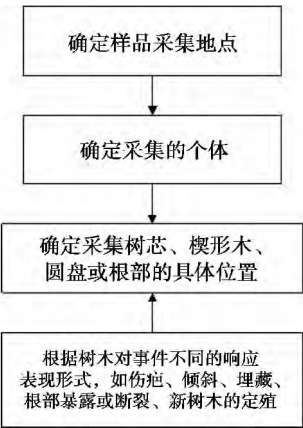 确定样品采集地点
确定采集的个体
确定采集树芯、楔形木、
圆盘或根部的具体位置
根据树木对事件不同的响应
表现形式，如伤疤、倾斜、埋藏、
根部暴露或断裂、新树木的定殖